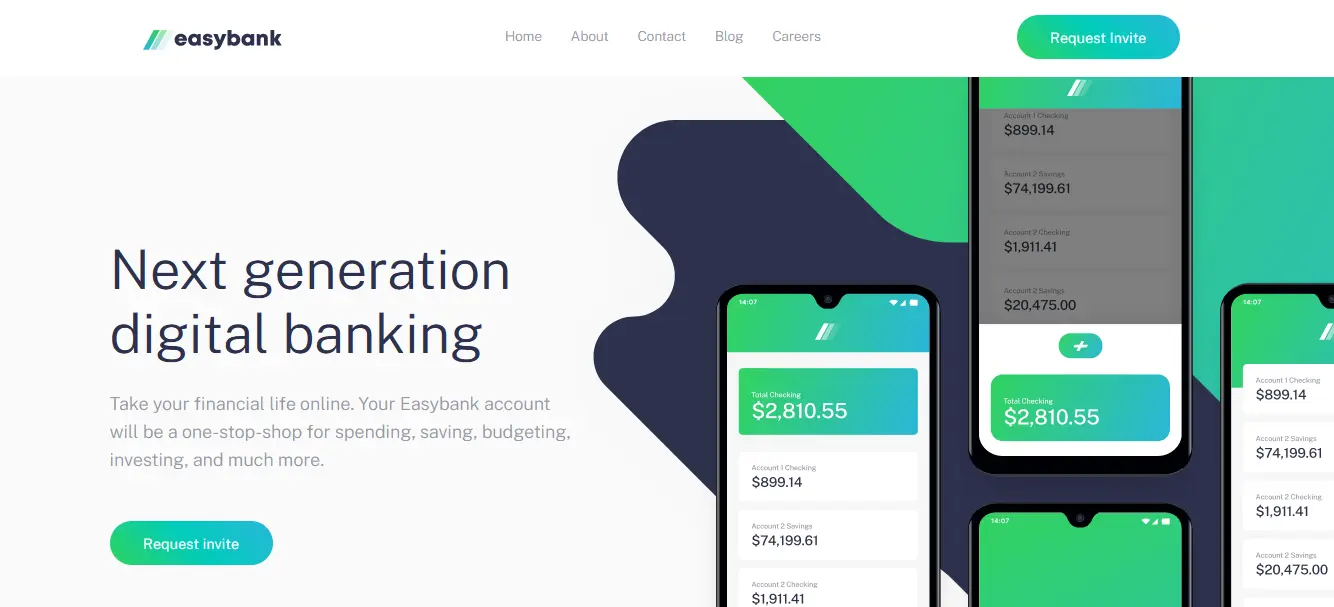 easybank
Home About Contact Blog Careers
Request Invite
Next generation
digital banking
Take your financial life online. Your Easybank account
will be a one-stop-shop for spending, saving, budgeting,
investing, and much more.
Request invite
14:07
Total Checking
$2,810.55
Account 1 Checking
$899.14
Account 2 Savings
$74,199.61
Account 2 Checking
$1,911.41
Account 1 Checking
$899.14
Account 2 Savings
$74,199.61
Account 2 Checking
$1,911.41
Account 2 Savings
$20,475.00
Total Checking
$2,810.55
14:07
14:07
Account 1 Checking
$899.14
Account 2 Savings
$74,199.61
Account 2 Checking
$1,911.41
Account 2 Savings
$20,475.00